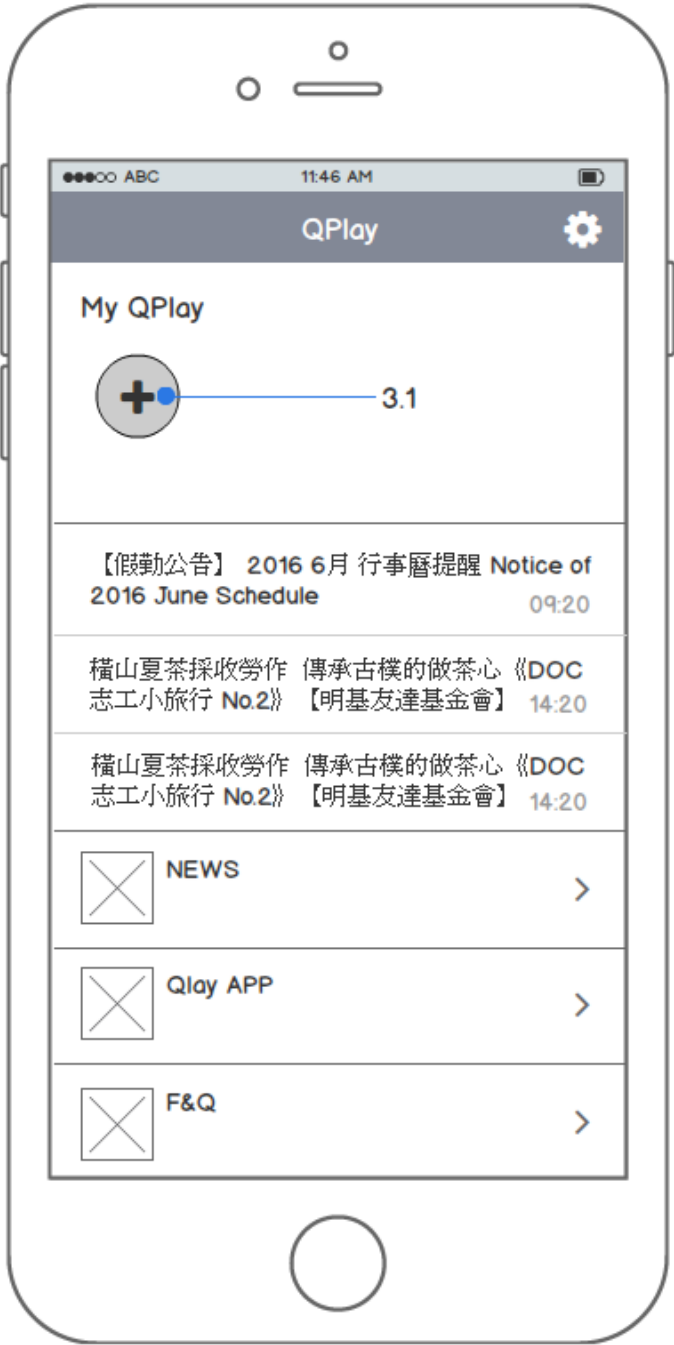 ABC 11:46 AM
QPlay
My QPlay
3.1
【假勤公告】 2016 6月 行事曆提醒 Notice of
2016 June Schedule
09:20
橫山夏茶採收勞作 傳承古樸的做茶心《DOC
志工小旅行 No.2》【明基友達基金會】 14:20
橫山夏茶採收勞作 傳承古樸的做茶心《DOC
志工小旅行 No.2》【明基友達基金會】 14:20
NEWS
Qlay APP
F&Q